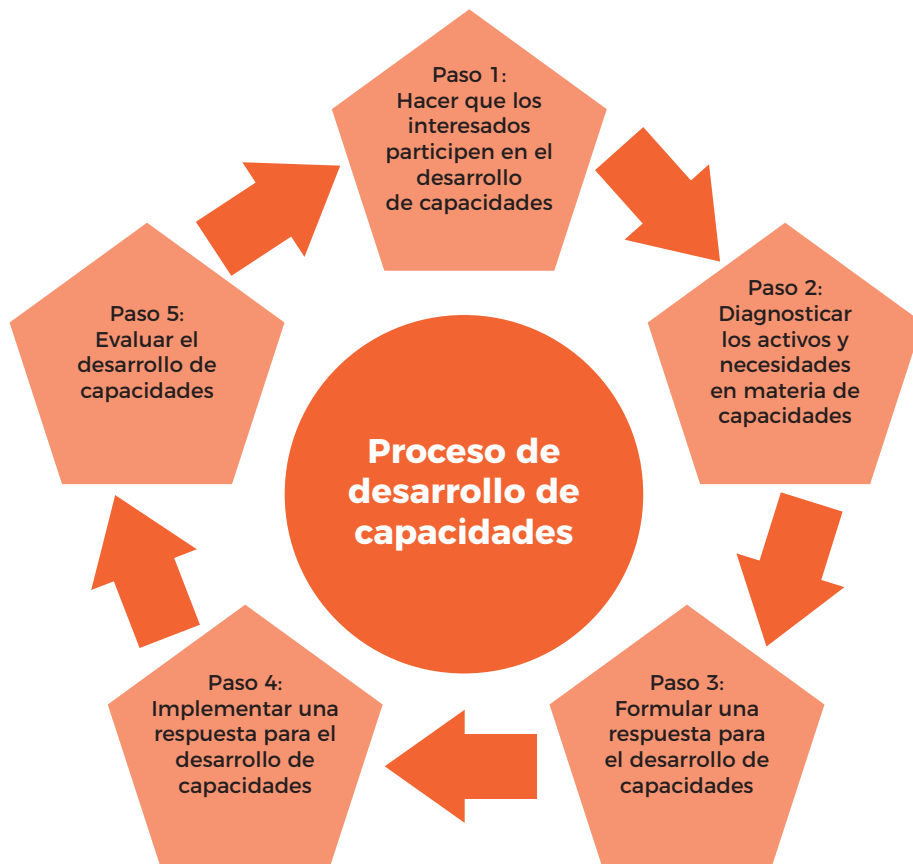 Paso 1:
Hacer que los
interesados
participen en el
desarrollo
de capacidades
Paso 2:
Diagnosticar
los activos y
necesidades
en materia de
capacidades
Paso 3:
Formular una
respuesta para
el desarrollo de
capacidades
Paso 4:
Implementar una
respuesta para el
desarrollo de
capacidades
Paso 5:
Evaluar el
desarrollo de
capacidades
Proceso de
desarrollo de
capacidades